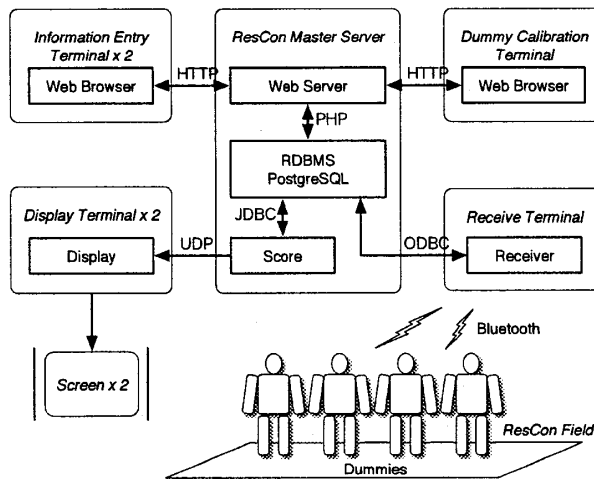 Information Entry
Terminal x 2
Web Browser
HTTP
ResCon Master Server
Web Server
HTTP
Dummy Calibration
Terminal
Web Browser
PHP
RDBMS
PostgreSQL
JDBC
Score
Display Terminal x 2
Display
UDP
ODBC
Receive Terminal
Receiver
Bluetooth
Screen x 2
ResCon Field
Dummies